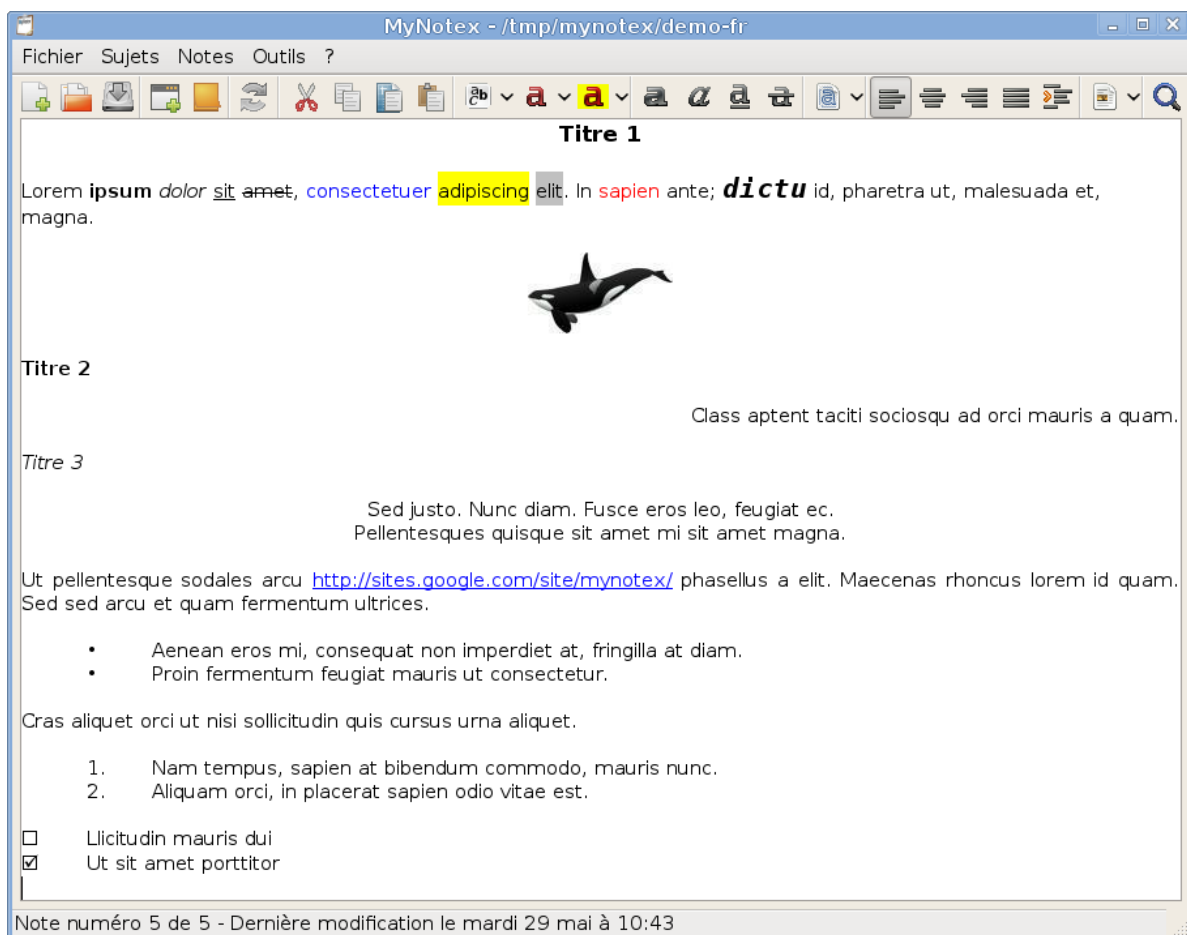 MyNotex - /tmp/mynotex/demo-fr
Fichier Sujets Notes Outils ?
Titre 1
Lorem ipsum dolor sit amet, consectetuer adipiscing elit. In sapien ante; dictu id, pharetra ut, malesuada et,
magna.
Titre 2
Class aptent taciti sociosqu ad orci mauris a quam.
Titre 3
Sed justo. Nunc diam. Fusce eros leo, feugiat ec.
Pellentesques quisque sit amet mi sit amet magna.
Ut pellentesque sodales arcu http://sites.google.com/site/mynotex/ phasellus a elit. Maecenas rhoncus lorem id quam.
Sed sed arcu et quam fermentum ultrices.
• Aenean eros mi, consequat non imperdiet at, fringilla at diam.
• Proin fermentum feugiat mauris ut consectetur.
Cras aliquet orci ut nisi sollicitudin quis cursus urna aliquet.
1. Nam tempus, sapien at bibendum commodo, mauris nunc.
2. Aliquam orci, in placerat sapien odio vitae est.
☐ Llicitudin mauris dui
☑ Ut sit amet porttitor
Note numéro 5 de 5 - Dernière modification le mardi 29 mai à 10:43